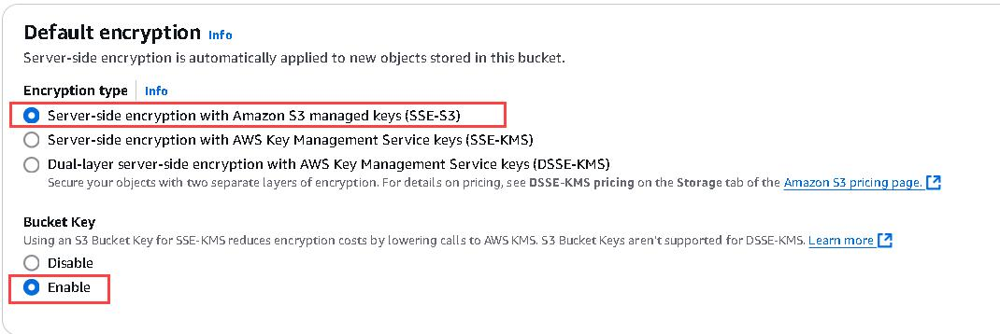 Default encryption Info
Server-side encryption is automatically applied to new objects stored in this bucket.
Encryption type Info
Server-side encryption with Amazon S3 managed keys (SSE-S3)
Server-side encryption with AWS Key Management Service keys (SSE-KMS)
Dual-layer server-side encryption with AWS Key Management Service keys (DSSE-KMS)
Secure your objects with two separate layers of encryption. For details on pricing, see DSSE-KMS pricing on the Storage tab of the Amazon S3 pricing page.
Bucket Key
Using an S3 Bucket Key for SSE-KMS reduces encryption costs by lowering calls to AWS KMS. S3 Bucket Keys aren't supported for DSSE-KMS. Learn more
Disable
Enable